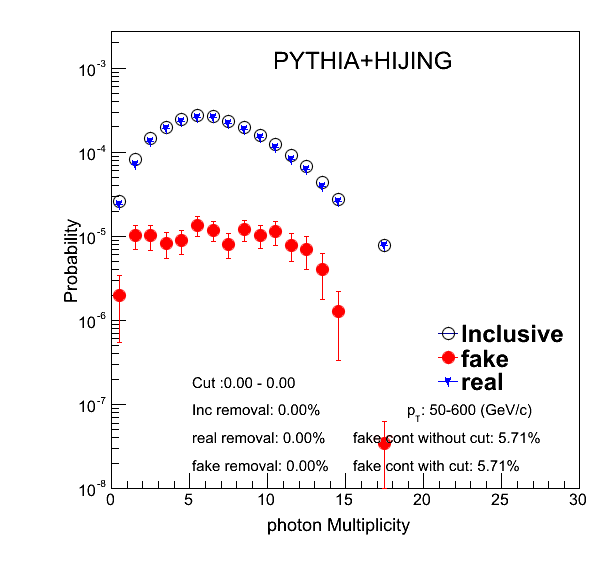 PYTHIA+HIJING
10-3
10-4
10-5
10-6
10-7
10-8
Probability
Inclusive
fake
real
Cut :0.00 - 0.00
Inc removal: 0.00%
pT: 50-600 (GeV/c)
real removal: 0.00%
fake cont without cut: 5.71%
fake removal: 0.00%
fake cont with cut: 5.71%
0 5 10 15 20 25 30
photon Multiplicity